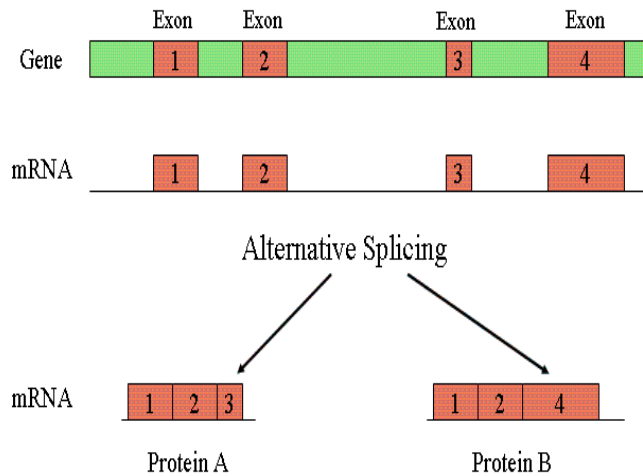 Exon Exon Exon Exon
Gene 1 2 3 4
mRNA 1 2 3 4
Alternative Splicing
mRNA 1 2 3 1 2 4
Protein A Protein B